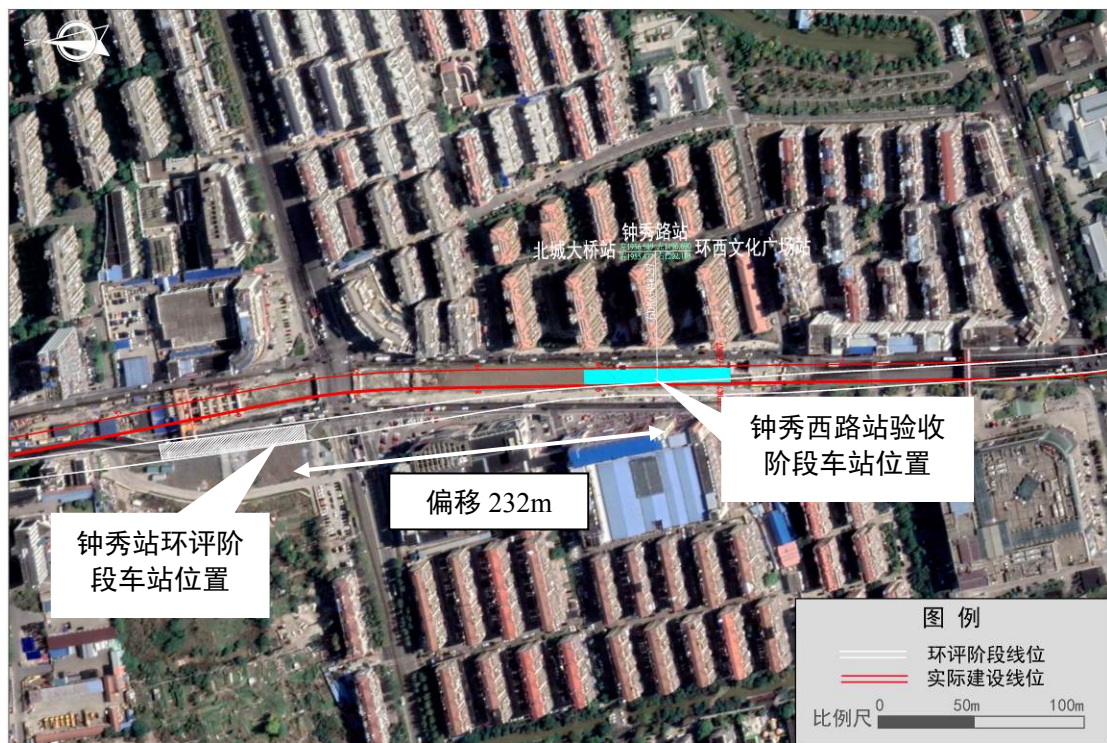 钟秀路站
北城大桥站
环西文化广场站
钟秀西路站验收
阶段车站位置
偏移 232m
钟秀站环评阶
段车站位置
图 例
环评阶段线位
实际建设线位
比例尺
0 50m 100m